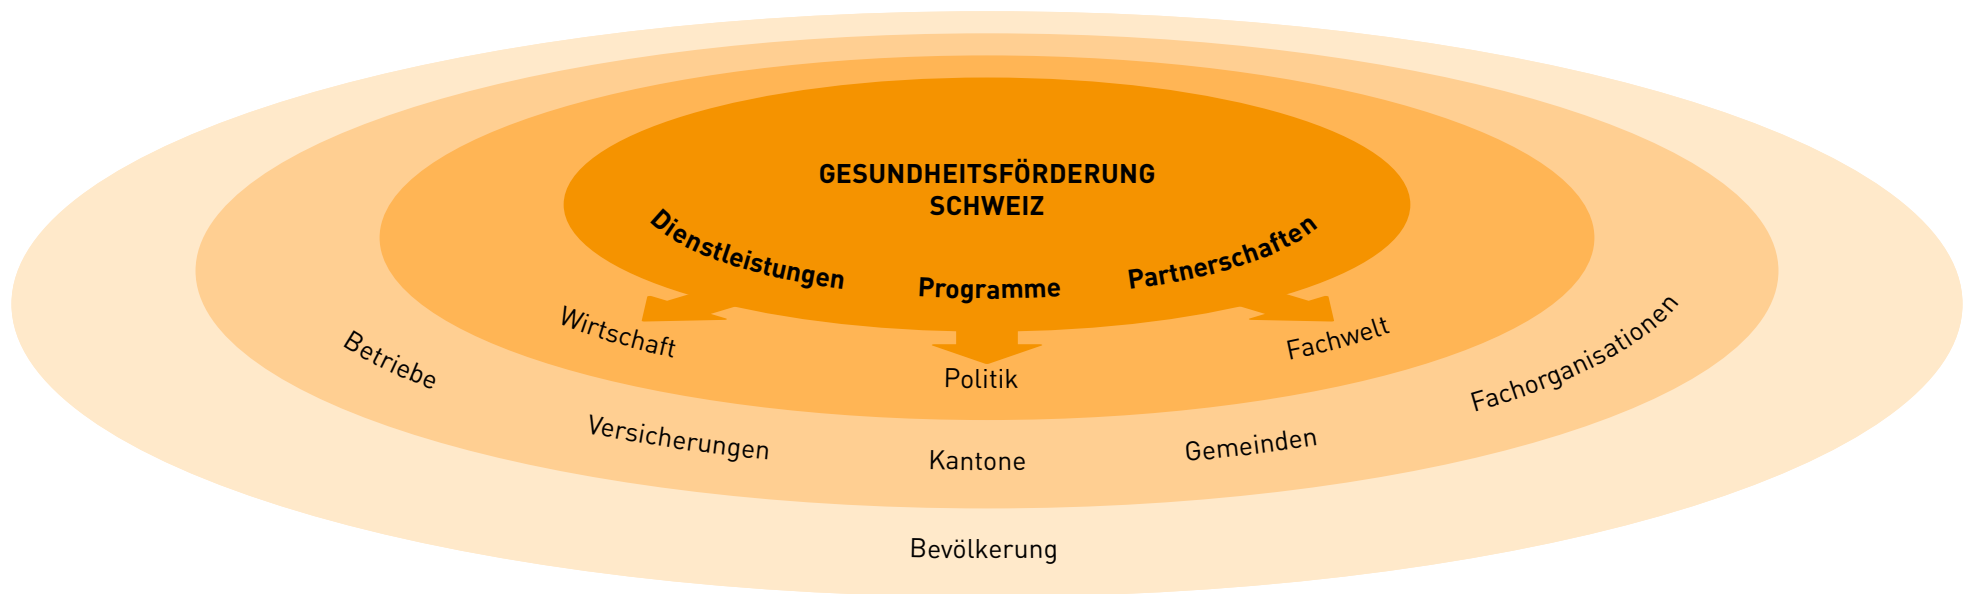 GESUNDHEITSFÖRDERUNG
SCHWEIZ
Dienstleistungen
Programme
Partnerschaften
Wirtschaft
Politik
Fachwelt
Betriebe
Versicherungen
Kantone
Gemeinden
Fachorganisationen
Bevölkerung